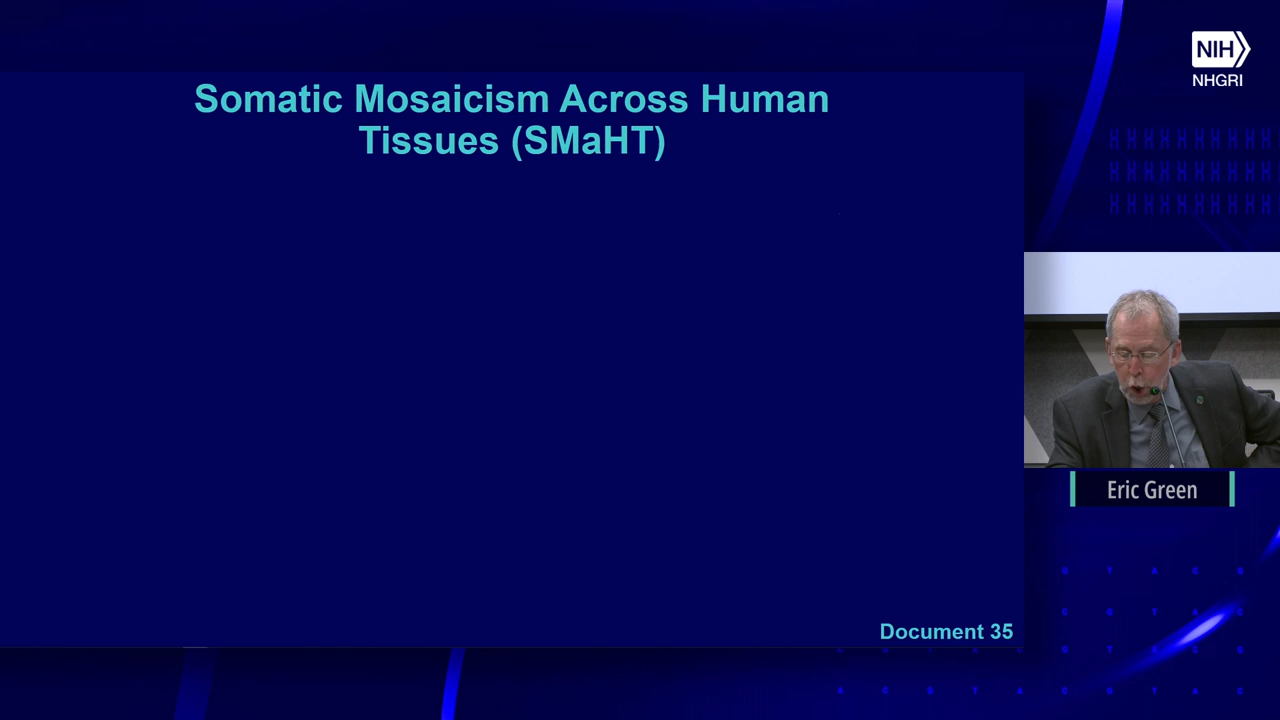 NIH
NHGRI
Somatic Mosaicism Across Human
Tissues (SMaHT)
Eric Green
Document 35